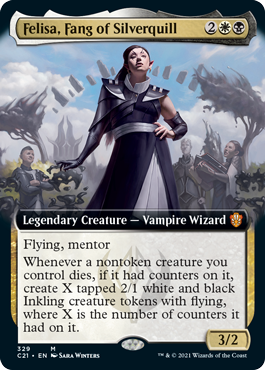 Felisa, Fang of Silverquill 2
Legendary Creature — Vampire Wizard
Flying, mentor
Whenever a nontoken creature you
control dies, if it had counters on it,
create X tapped 2/1 white and black
Inkling creature tokens with flying,
where X is the number of counters it
had on it.
3/2
329 M
C21 • EN SARA WINTERS
™ & © 2021 Wizards of the Coast